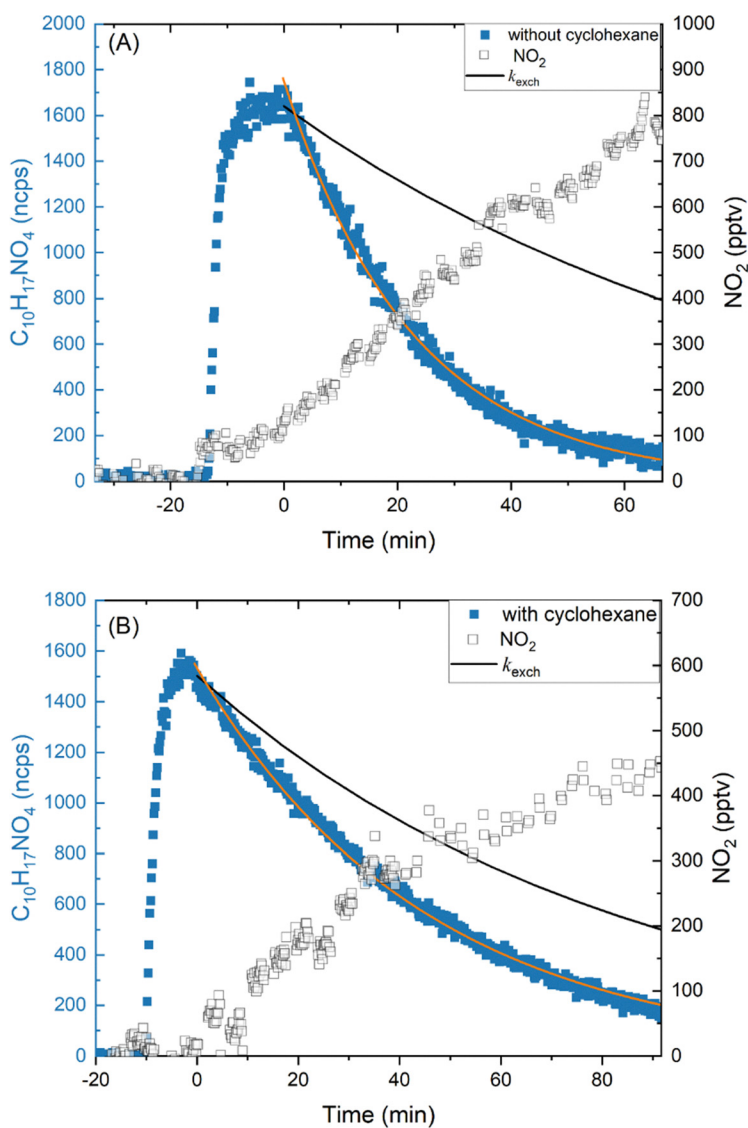 (A)
without cyclohexane
NO₂
k_exch
2000
1800
1600
1400
1200
1000
800
600
400
200
0
C₁₀H₁₇NO₄ (ncps)
1000
900
800
700
600
500
400
300
200
100
0
NO₂ (pptv)
-20 0 20 40 60
Time (min)
(B)
with cyclohexane
NO₂
k_exch
1800
1600
1400
1200
1000
800
600
400
200
0
C₁₀H₁₇NO₄ (ncps)
700
600
500
400
300
200
100
0
NO₂ (pptv)
-20 0 20 40 60 80
Time (min)